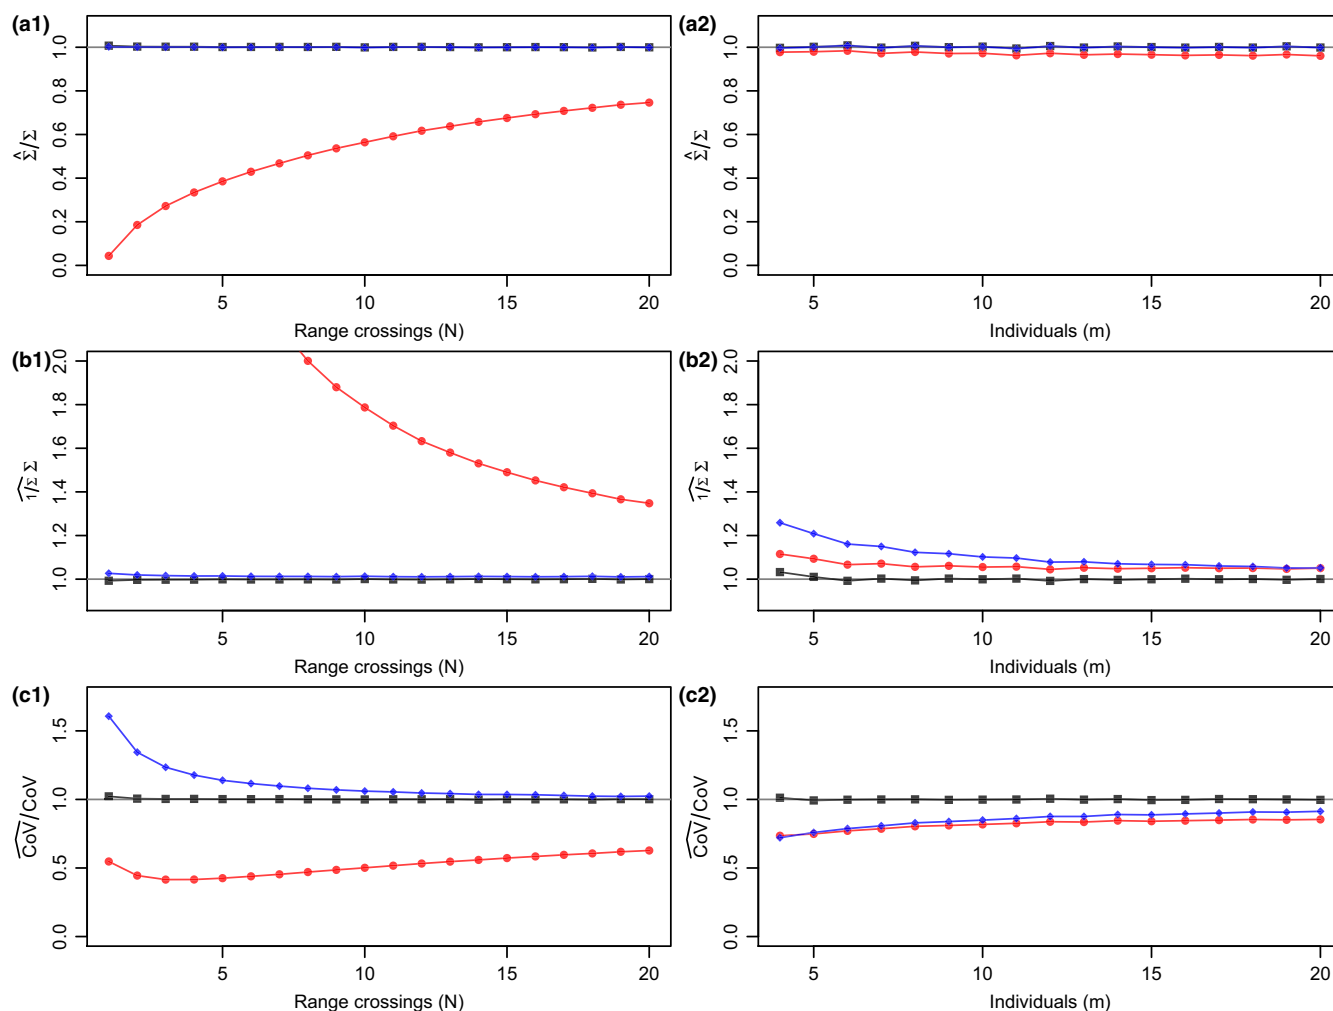 (a1)
Σ̂/Σ
0.0 0.2 0.4 0.6 0.8 1.0
5 10 15 20
Range crossings (N)
(a2)
Σ̂/Σ
0.0 0.2 0.4 0.6 0.8 1.0
5 10 15 20
Individuals (m)
(b1)
1/Σ̂ Σ
1.0 1.2 1.4 1.6 1.8 2.0
5 10 15 20
Range crossings (N)
(b2)
1/Σ̂ Σ
1.0 1.2 1.4 1.6 1.8 2.0
5 10 15 20
Individuals (m)
(c1)
CoV̂/CoV
0.0 0.5 1.0 1.5
5 10 15 20
Range crossings (N)
(c2)
CoV̂/CoV
0.0 0.5 1.0 1.5
5 10 15 20
Individuals (m)